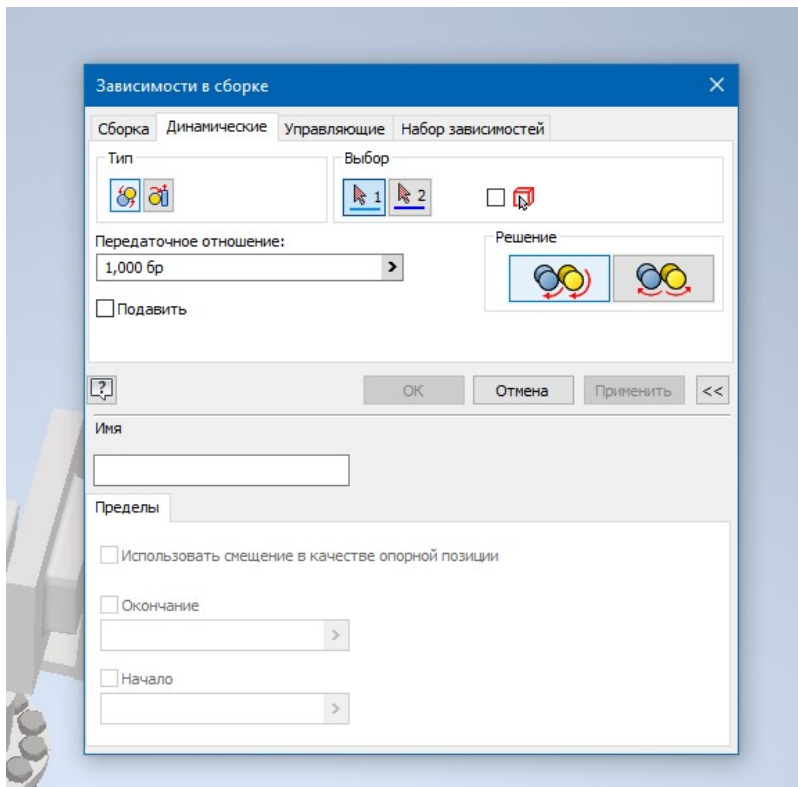 Зависимости в сборке
Сборка Динамические Управляющие Набор зависимостей
Тип Выбор
1 2
Передаточное отношение: Решение
1,000 бр
Подавить
ОК Отмена Применить <<
Имя
Пределы
Использовать смещение в качестве опорной позиции
Окончание
Начало